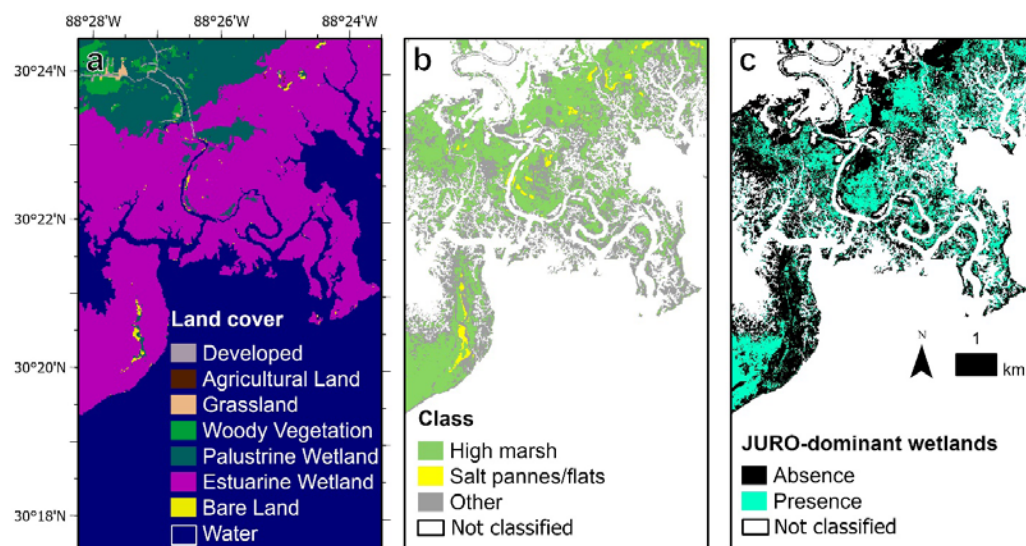 88°28'W 88°26'W 88°24'W
30°24'N
30°22'N
30°20'N
30°18'N
a
Land cover
Developed
Agricultural Land
Grassland
Woody Vegetation
Palustrine Wetland
Estuarine Wetland
Bare Land
Water
b
Class
High marsh
Salt pannes/flats
Other
Not classified
c
N
1
km
JURO-dominant wetlands
Absence
Presence
Not classified